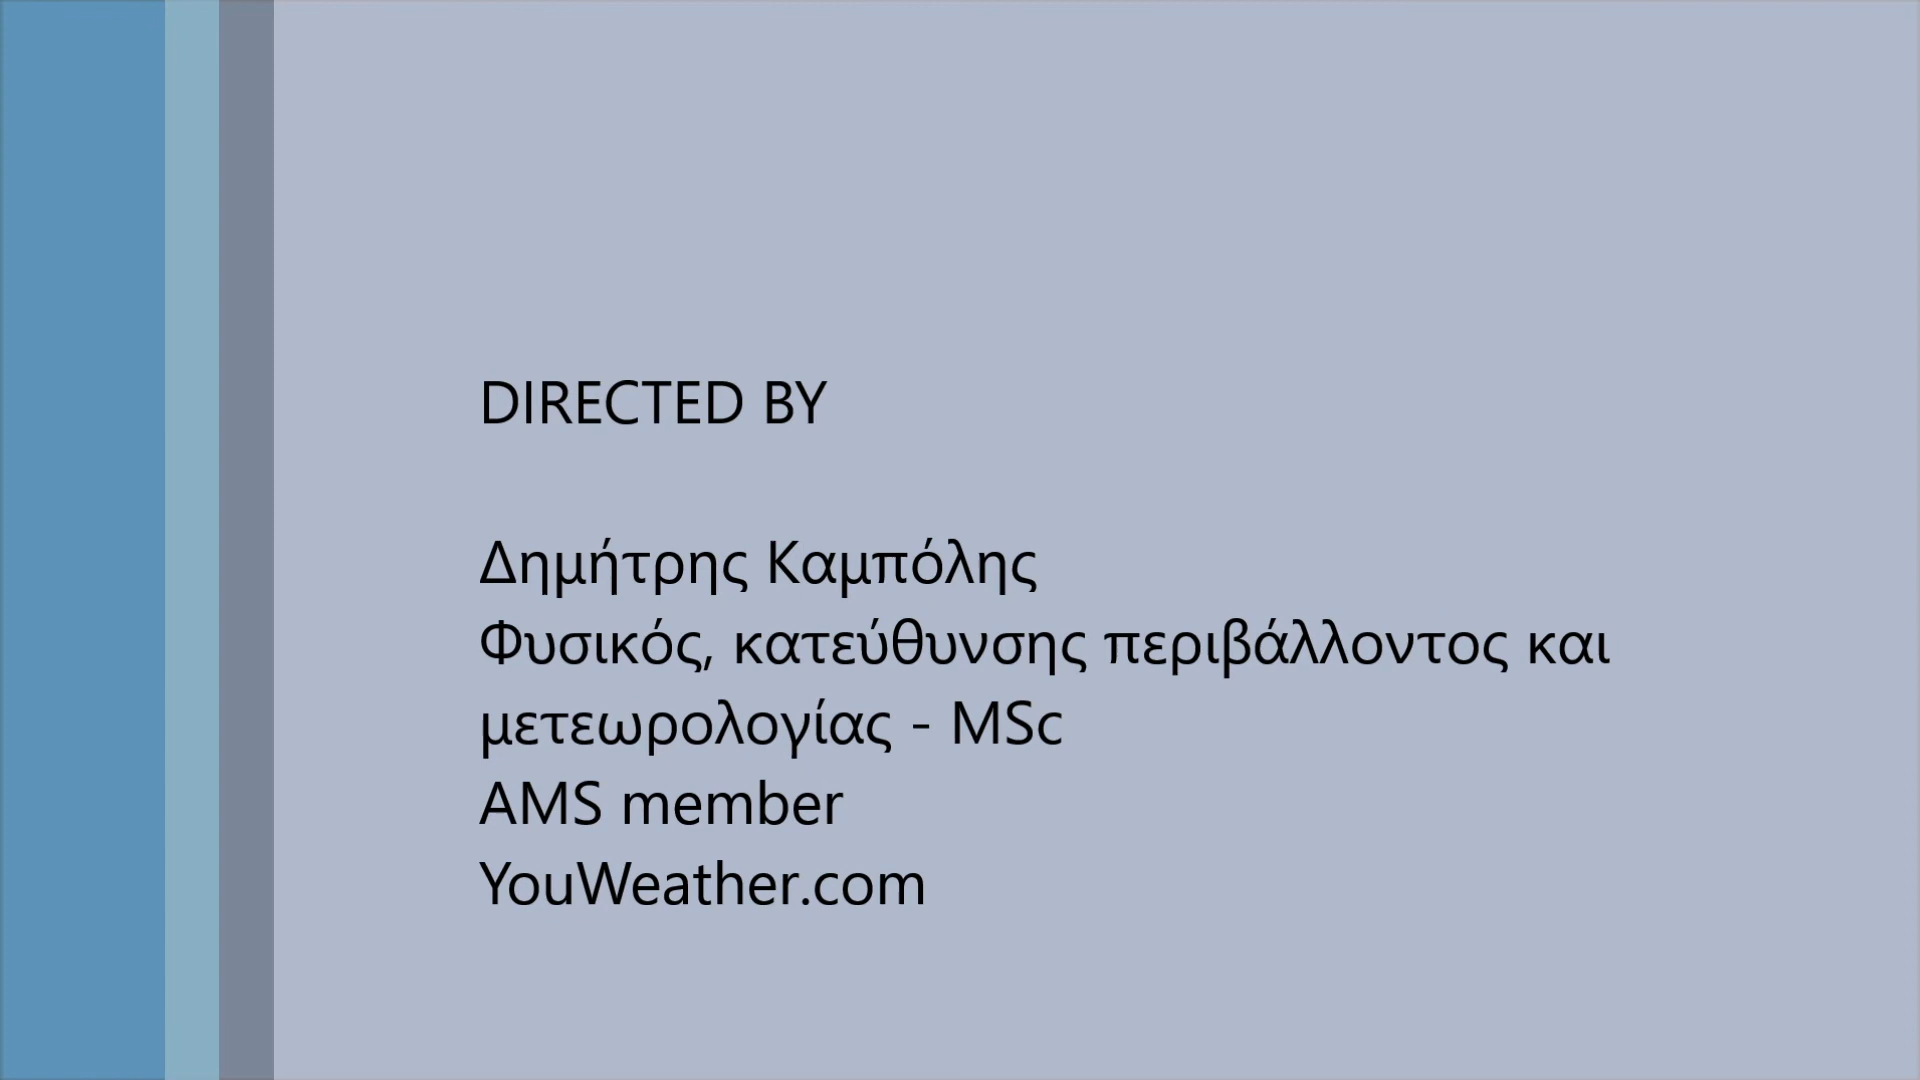 DIRECTED BY
Δημήτρης Καμπόλης
Φυσικός, κατεύθυνσης περιβάλλοντος και
μετεωρολογίας - MSc
AMS member
YouWeather.com